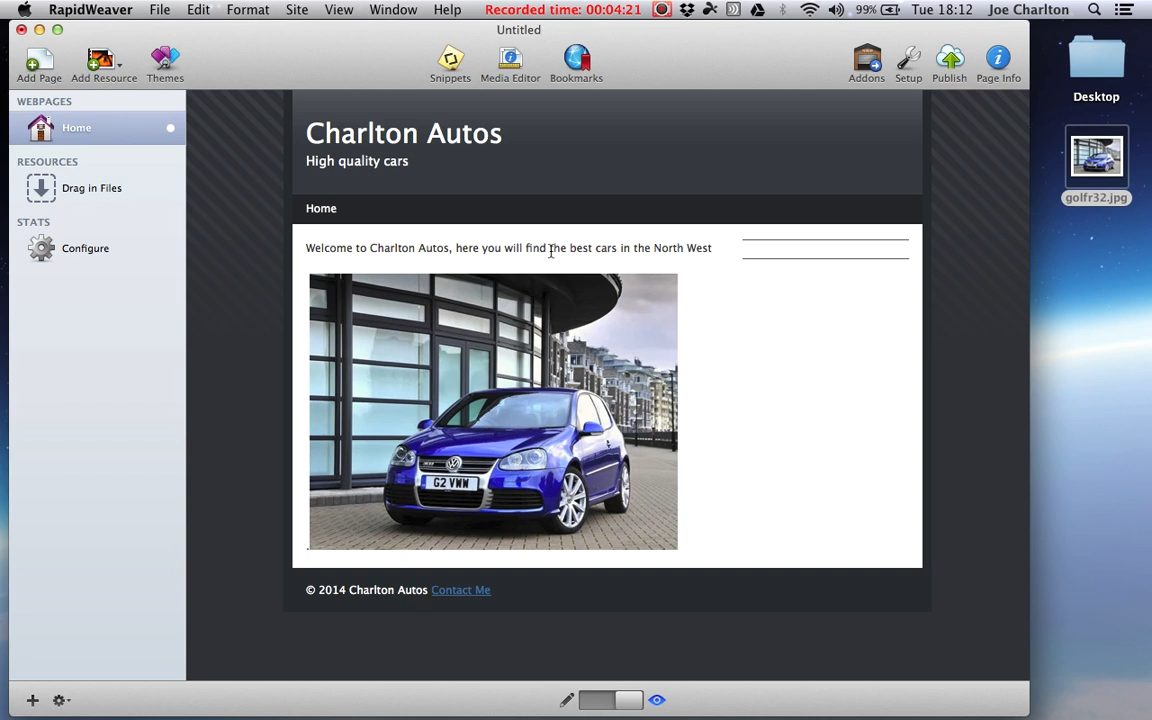 RapidWeaver File Edit Format Site View Window Help Recorded time: 00:04:21 99% Tue 18:12 Joe Charlton
Untitled
Add Page Add Resource Themes Snippets Media Editor Bookmarks Addons Setup Publish Page Info
WEBPAGES
Home
RESOURCES
Drag in Files
STATS
Configure
Charlton Autos
High quality cars
Home
Welcome to Charlton Autos, here you will find the best cars in the North West
G2 VWW
© 2014 Charlton Autos Contact Me
Desktop
golfr32.jpg